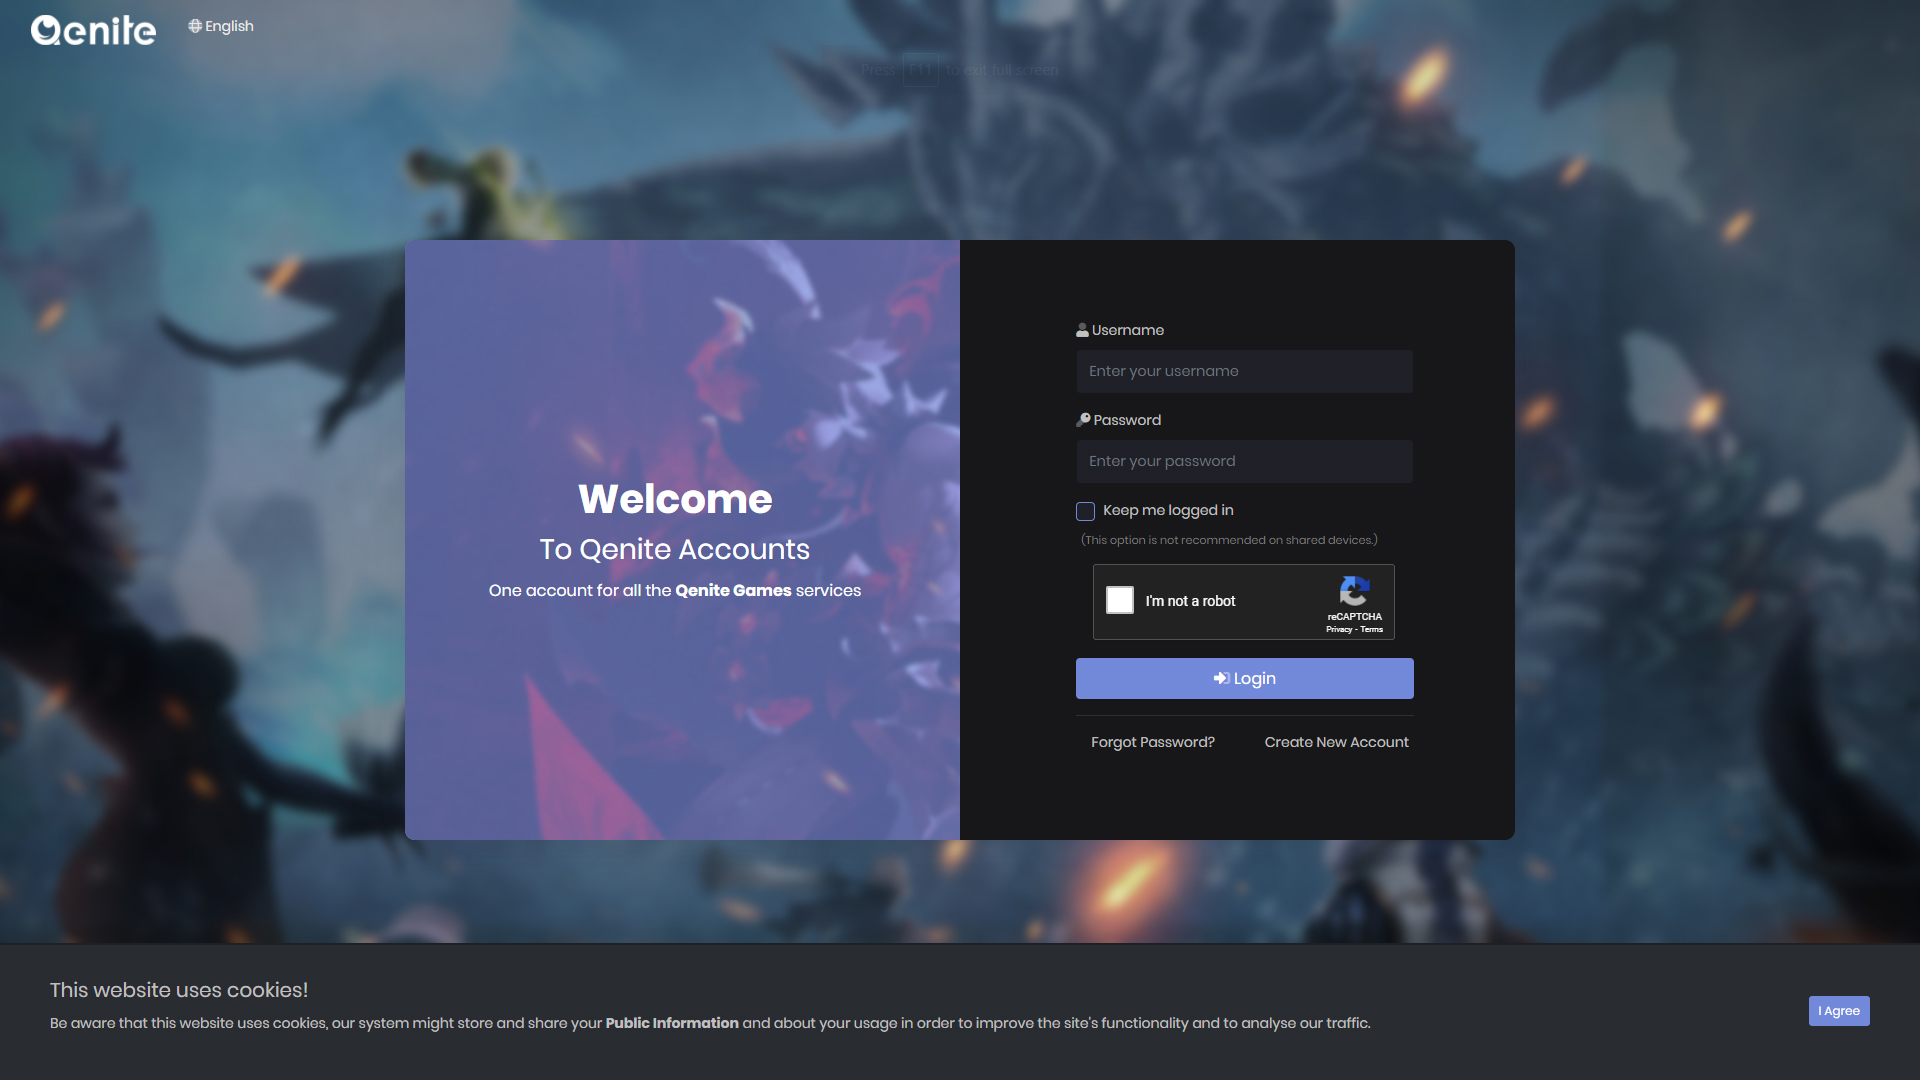 Qenite
English
Press F11 to exit full screen
Welcome
To Qenite Accounts
One account for all the Qenite Games services
Username
Enter your username
Password
Enter your password
Keep me logged in
(This option is not recommended on shared devices.)
I'm not a robot
reCAPTCHA
Privacy - Terms
Login
Forgot Password?
Create New Account
This website uses cookies!
Be aware that this website uses cookies, our system might store and share your Public Information and about your usage in order to improve the site's functionality and to analyse our traffic.
I Agree